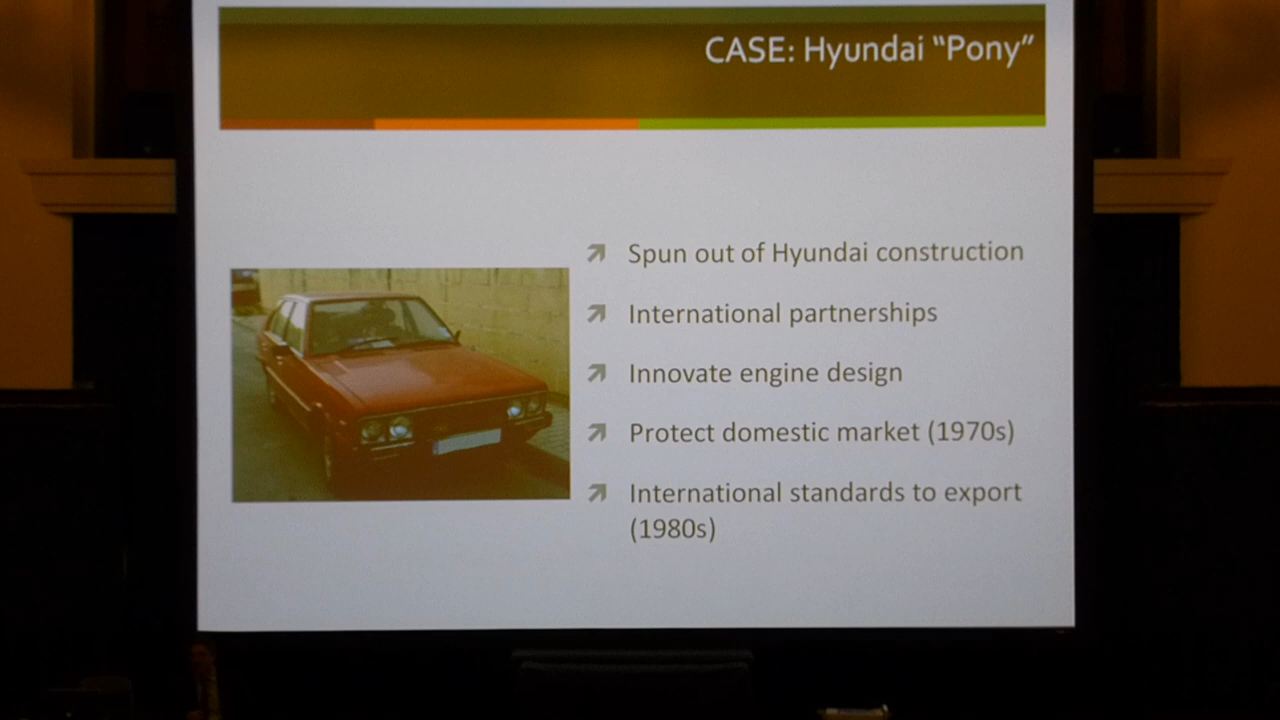 CASE: Hyundai “Pony”
Spun out of Hyundai construction
International partnerships
Innovate engine design
Protect domestic market (1970s)
International standards to export
(1980s)